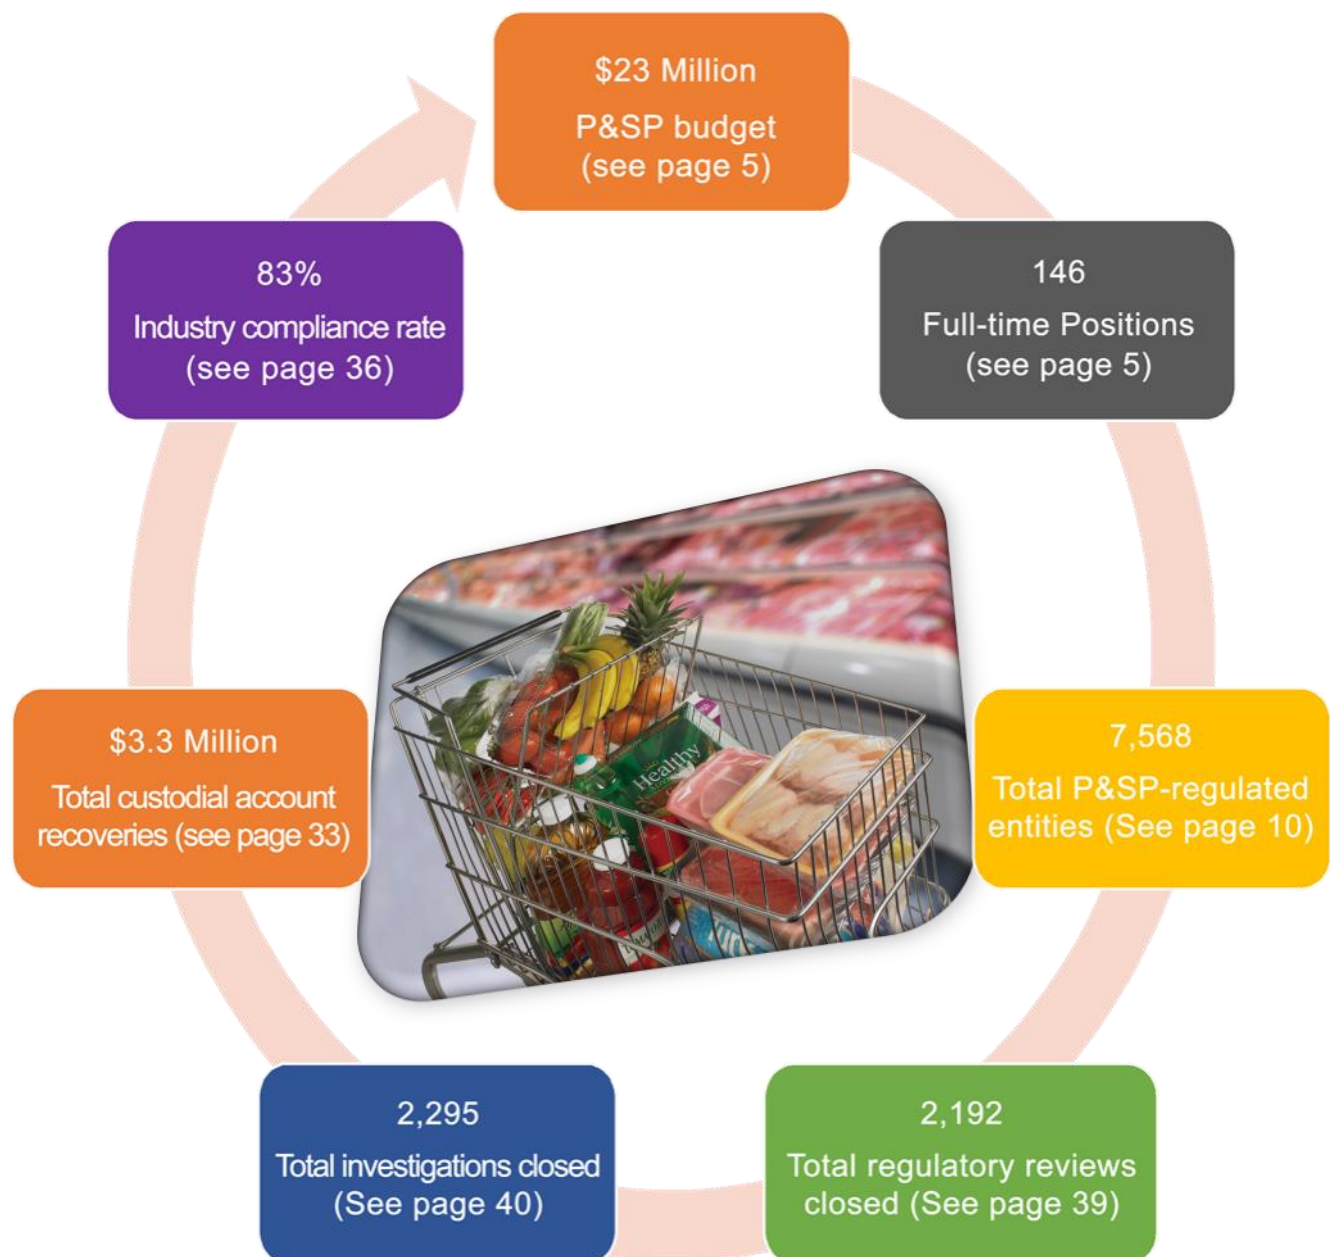 $23 Million
P&SP budget
(see page 5)
146
Full-time Positions
(see page 5)
7,568
Total P&SP-regulated
entities (See page 10)
2,192
Total regulatory reviews
closed (See page 39)
2,295
Total investigations closed
(See page 40)
$3.3 Million
Total custodial account
recoveries (see page 33)
83%
Industry compliance rate
(see page 36)
Healthy